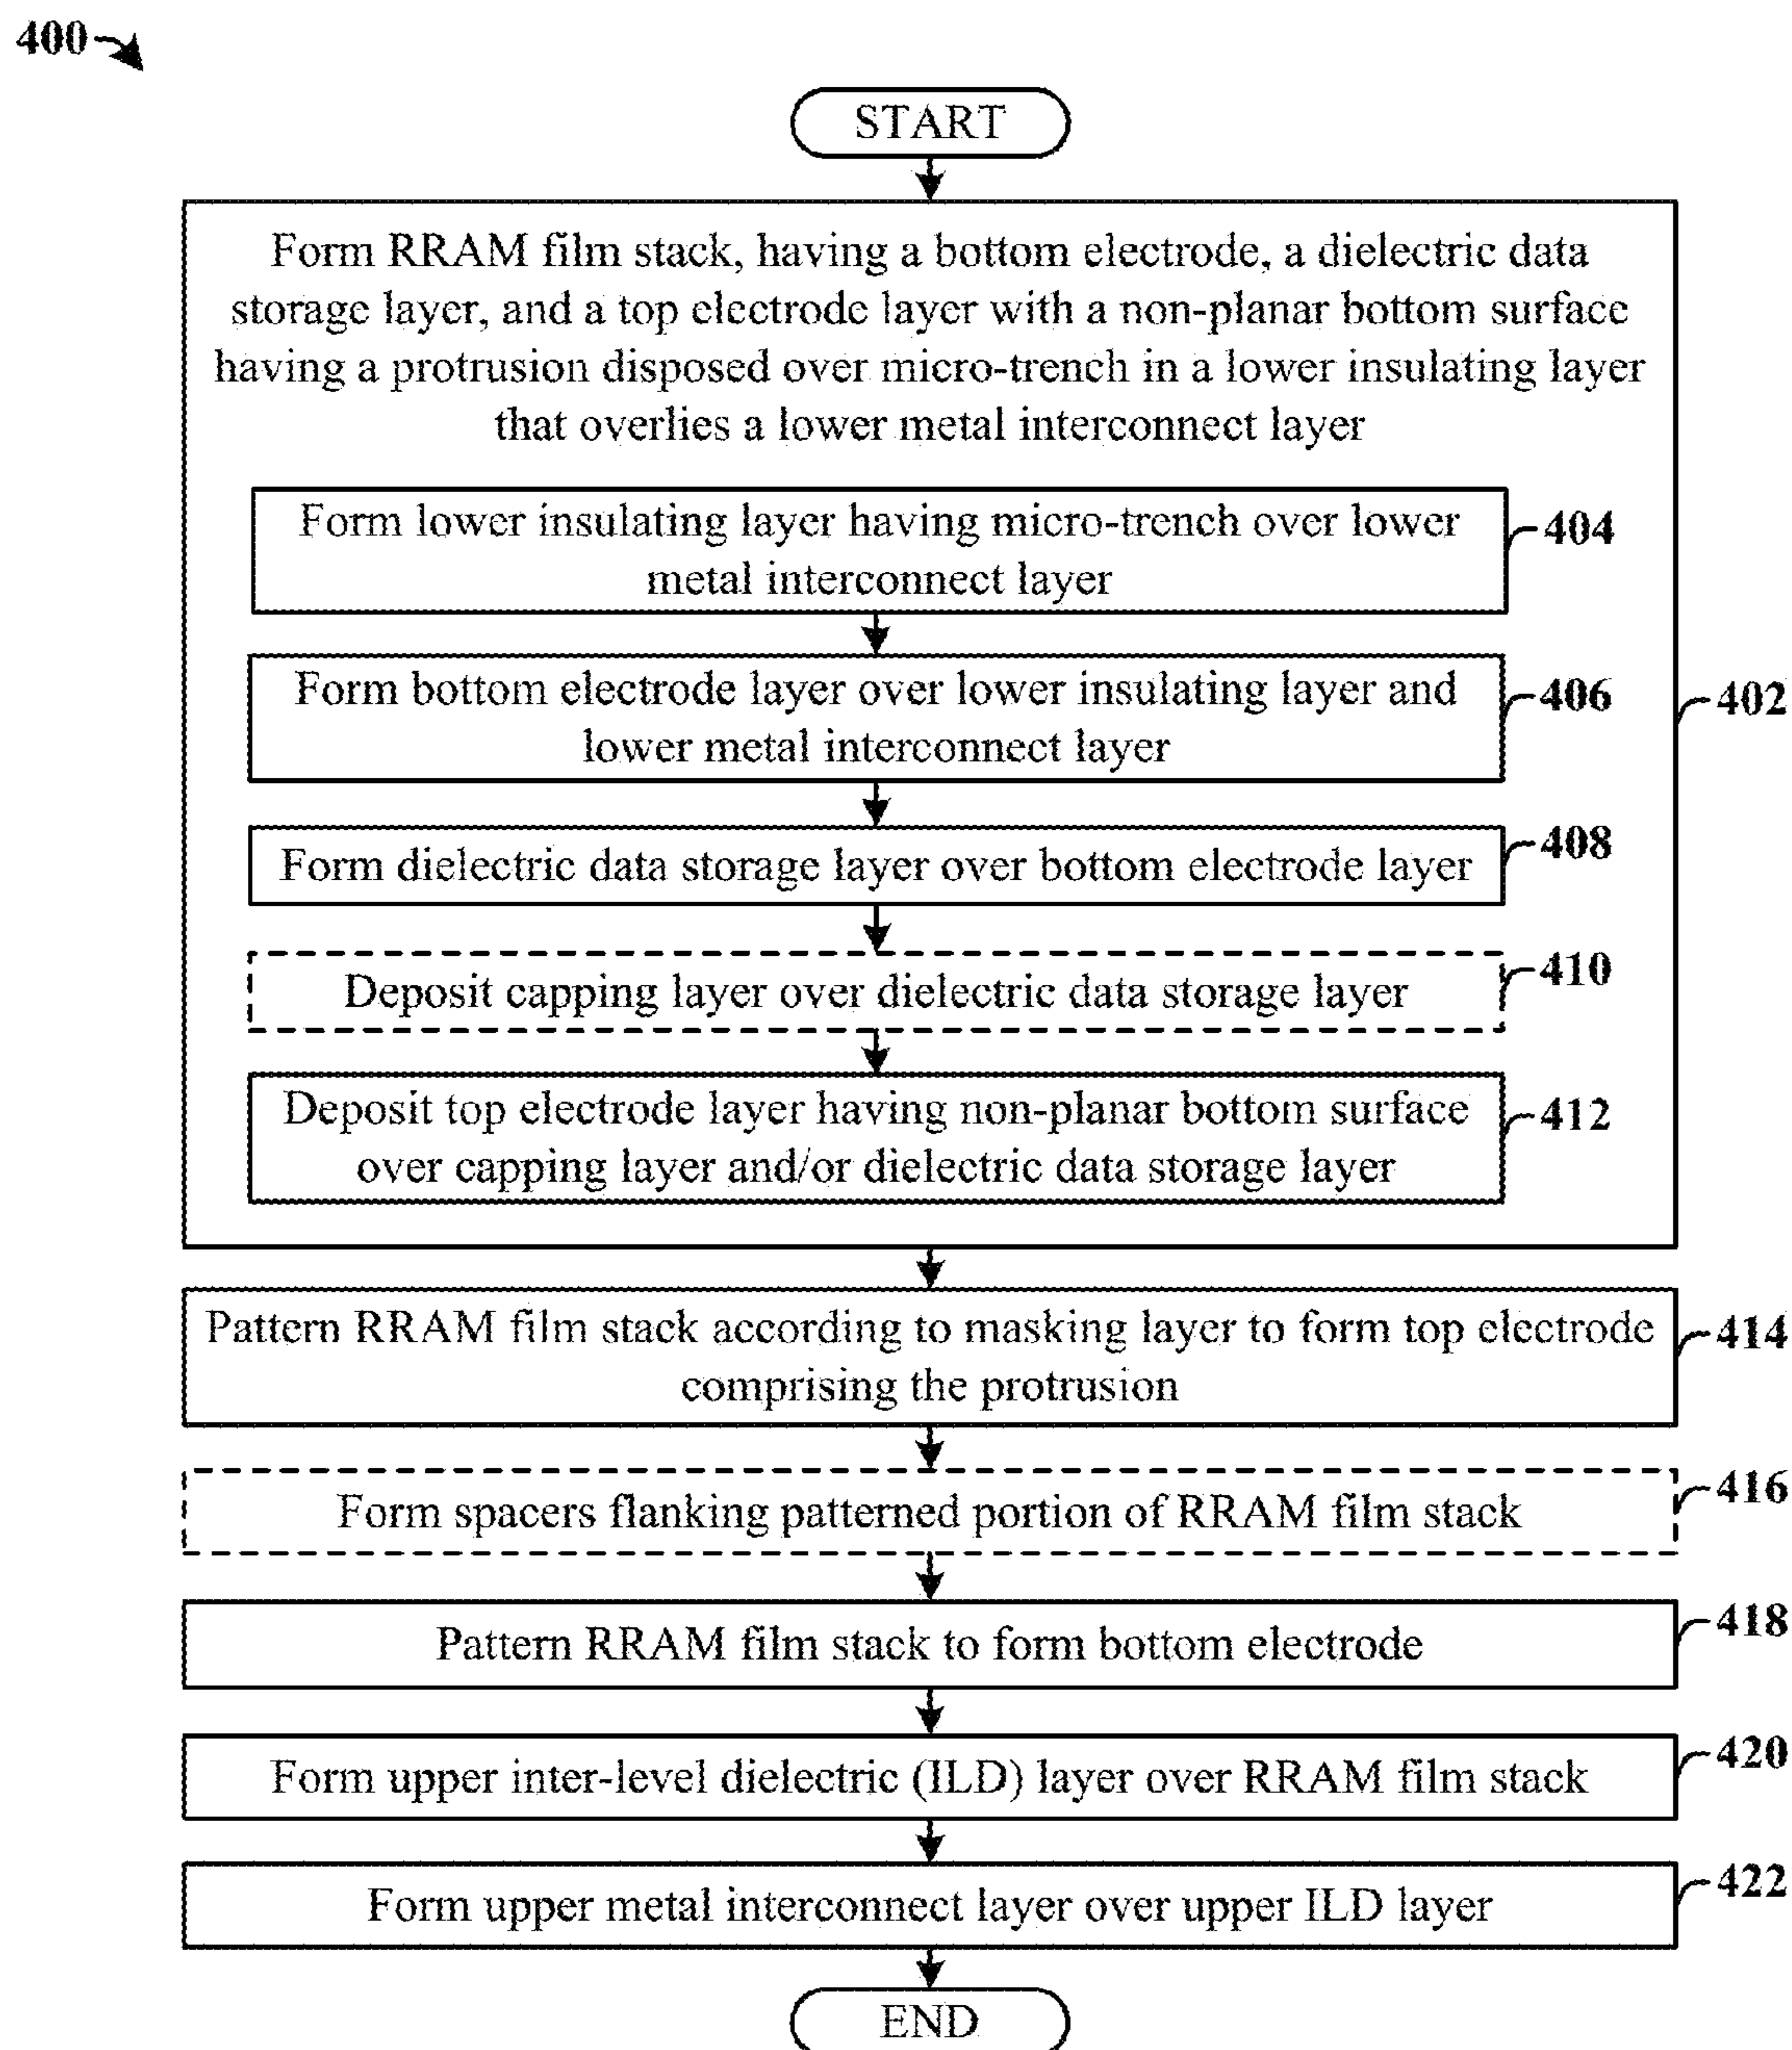 400
START
Form RRAM film stack, having a bottom electrode, a dielectric data
storage layer, and a top electrode layer with a non-planar bottom surface
having a protrusion disposed over micro-trench in a lower insulating layer
that overlies a lower metal interconnect layer
Form lower insulating layer having micro-trench over lower
metal interconnect layer
404
Form bottom electrode layer over lower insulating layer and
lower metal interconnect layer
406
402
Form dielectric data storage layer over bottom electrode layer
408
Deposit capping layer over dielectric data storage layer
410
Deposit top electrode layer having non-planar bottom surface
over capping layer and/or dielectric data storage layer
412
Pattern RRAM film stack according to masking layer to form top electrode
comprising the protrusion
414
Form spacers flanking patterned portion of RRAM film stack
416
Pattern RRAM film stack to form bottom electrode
418
Form upper inter-level dielectric (ILD) layer over RRAM film stack
420
Form upper metal interconnect layer over upper ILD layer
422
END